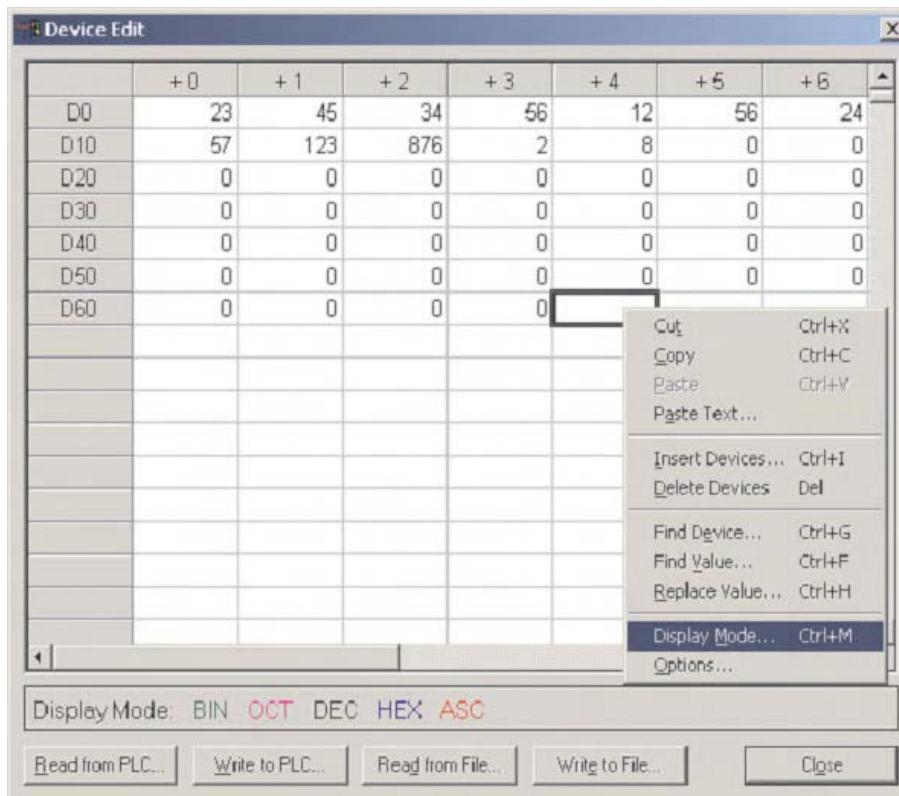 Device Edit
+0 +1 +2 +3 +4 +5 +6
D0 23 45 34 56 12 56 24
D10 57 123 876 2 8 0 0
D20 0 0 0 0 0 0 0
D30 0 0 0 0 0 0 0
D40 0 0 0 0 0 0 0
D50 0 0 0 0 0 0 0
D60 0 0 0 0
Cut Ctrl+X
Copy Ctrl+C
Paste Ctrl+V
Paste Text...
Insert Devices... Ctrl+I
Delete Devices Del
Find Device... Ctrl+G
Find Value... Ctrl+F
Replace Value... Ctrl+H
Display Mode... Ctrl+M
Options...
Display Mode: BIN OCT DEC HEX ASC
Read from PLC... Write to PLC... Read from File... Write to File... Close